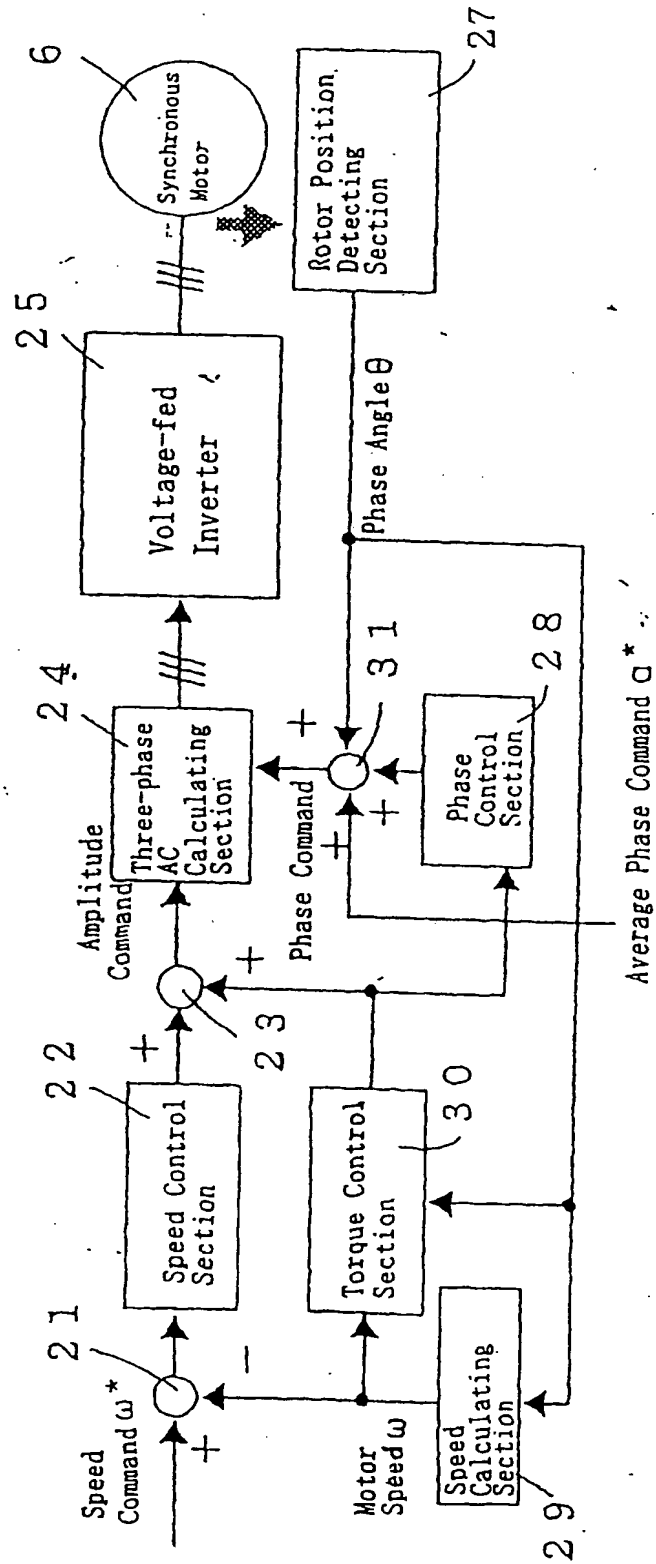 Speed
Command ω*
+
-
21
Speed Control
Section
22
+
+
23
Amplitude
Command
Three-phase
AC
Calculating
Section
24
Voltage-fed
Inverter
25
Synchronous
Motor
6
Motor
Speed ω
Speed
Calculating
Section
29
Torque Control
Section
30
Phase Command
+
+
+
31
Phase
Control
Section
28
Phase Angle θ
Rotor Position
Detecting
Section
27
Average Phase Command α*